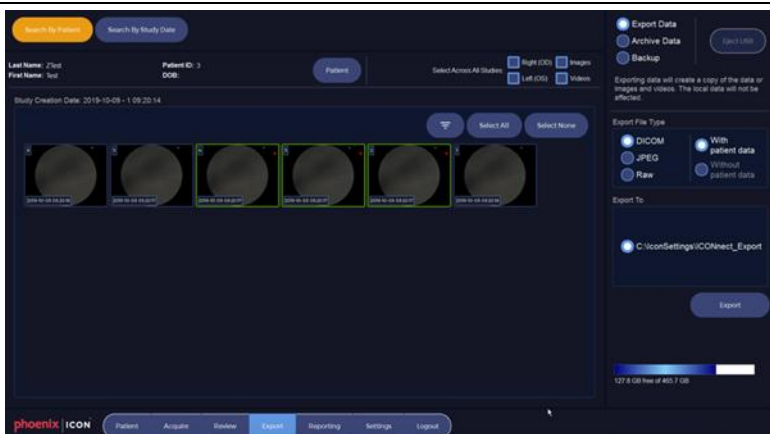 Search By Patient
Search By Study Date
Last Name: ZTest
First Name: Test
Patient ID: 3
DOB:
Patient
Select Across All Studies:
Right (OD)
Images
Left (OS)
Videos
Study Creation Date: 2019-10-09 - 1 09:20:14
Select All
Select None
Export Data
Archive Data
Backup
Eject USB
Exporting data will create a copy of the data or
images and videos. The local data will not be
affected.
Export File Type
DICOM
JPEG
Raw
With
patient data
Without
patient data
Export To
C:\IconSettings\ICONnect_Export
Export
127.8 GB free of 465.7 GB
phoenix | ICON
Patient
Acquire
Review
Export
Reporting
Settings
Logout